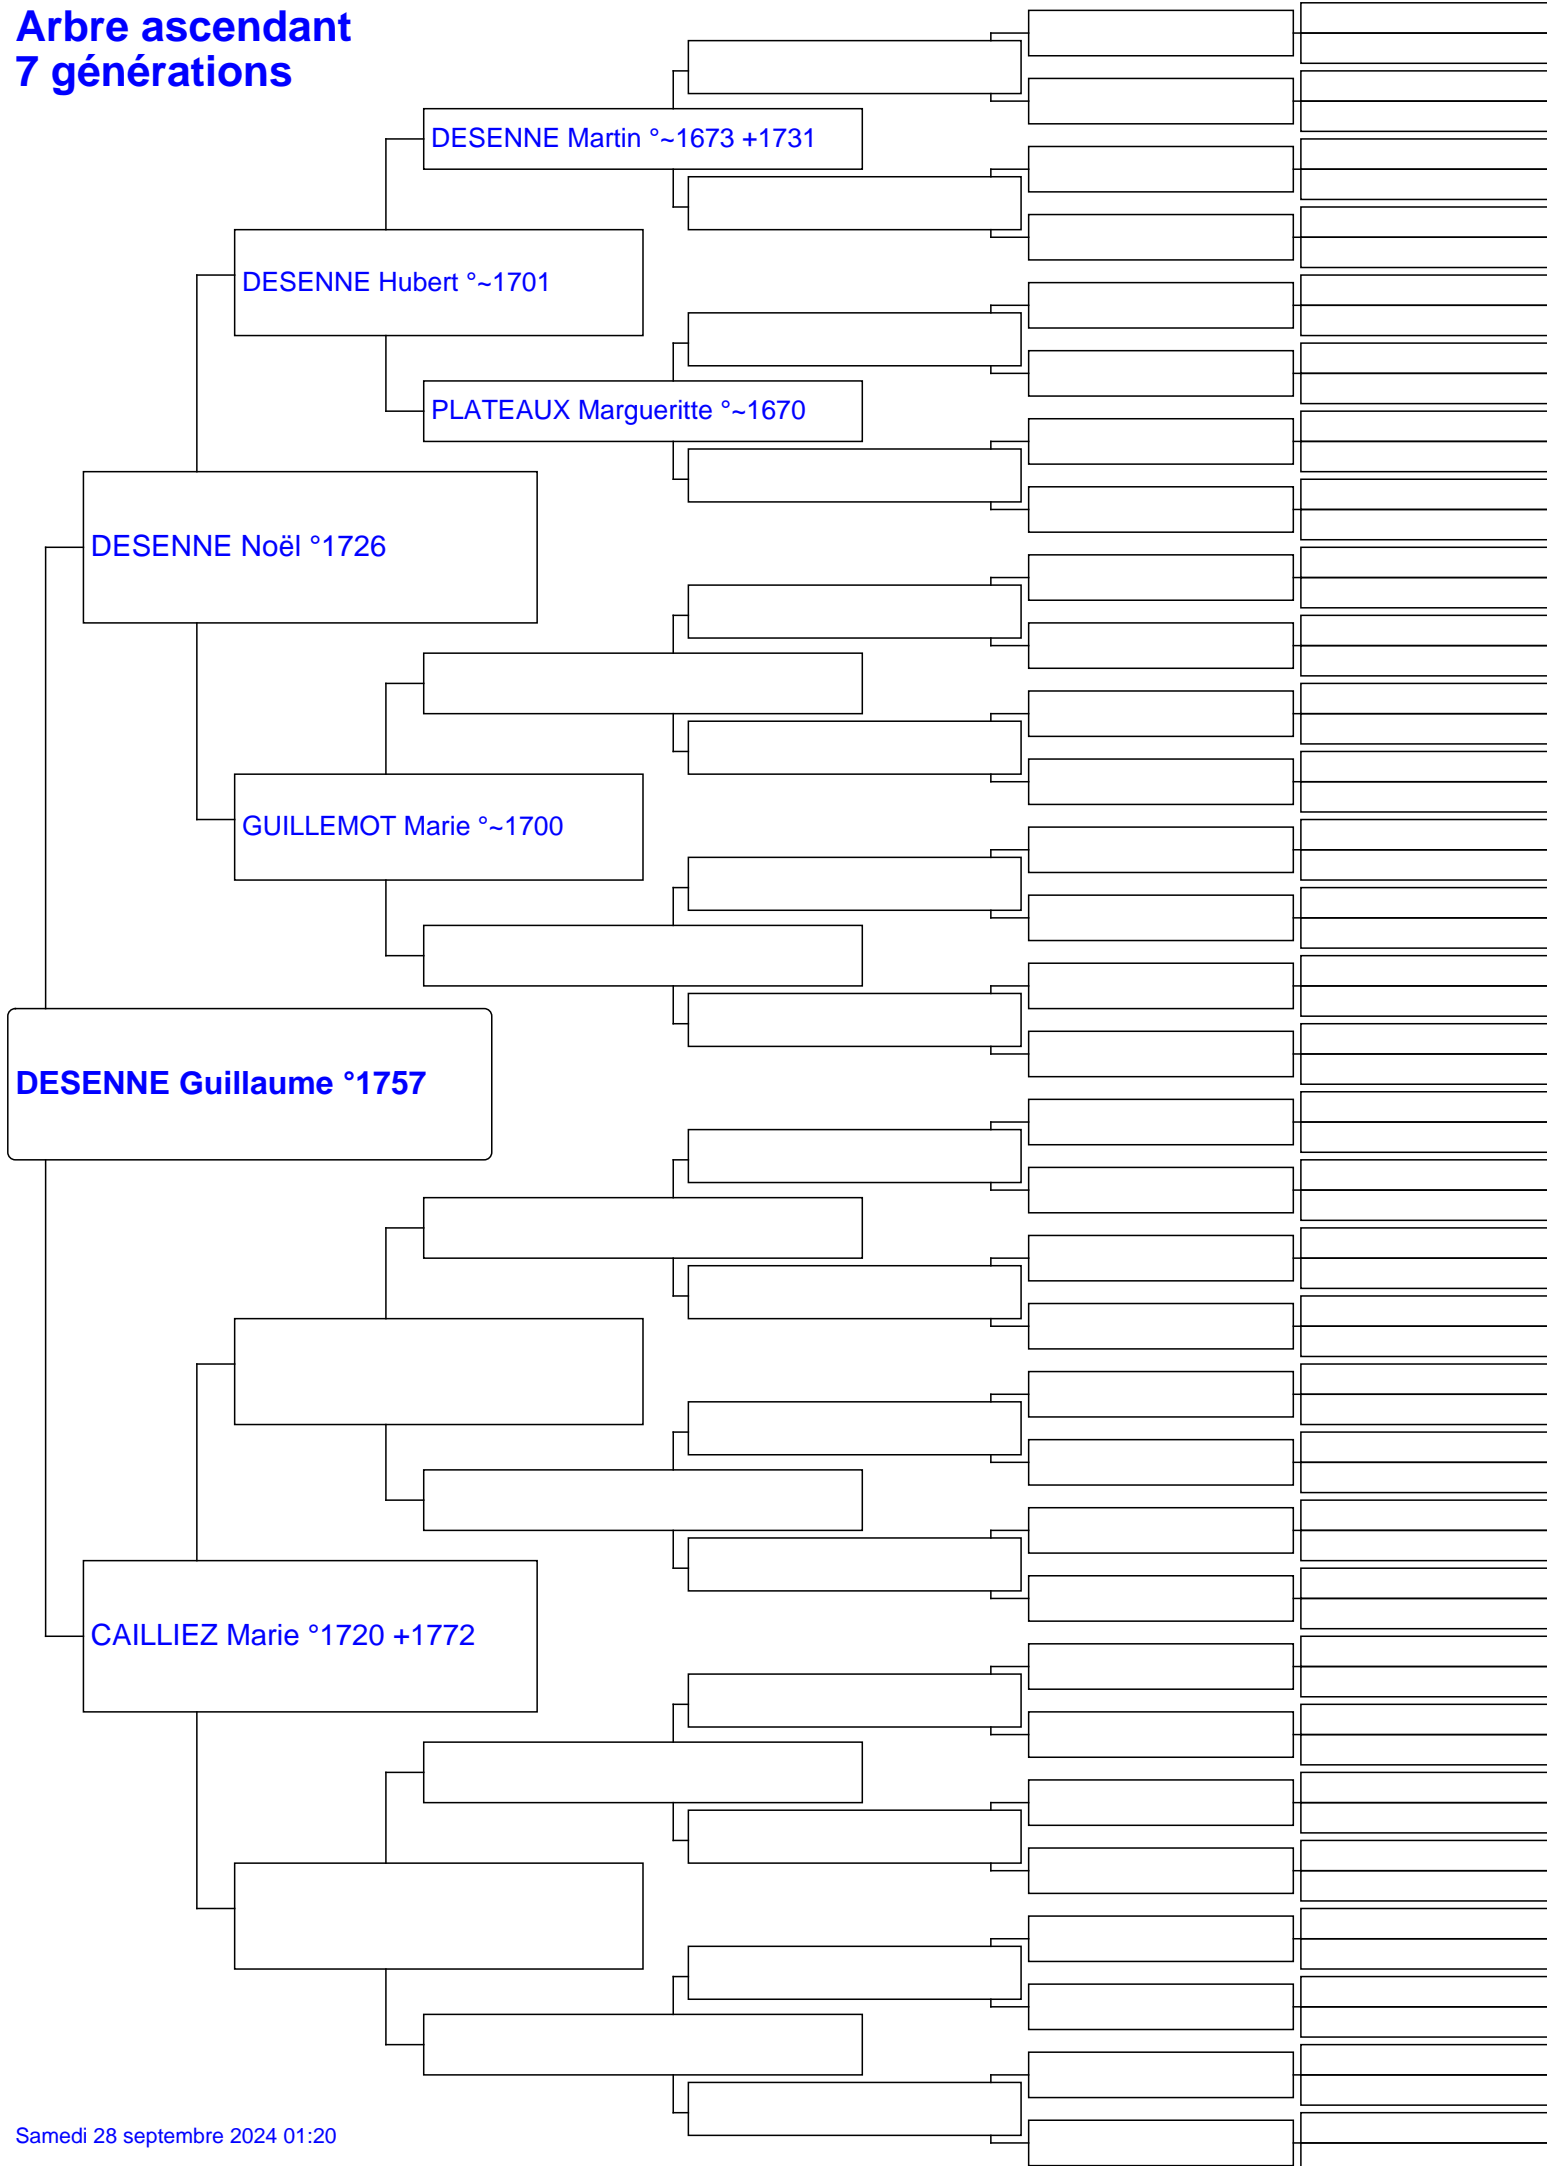 Arbre ascendant
7 générations
DESENNE Martin °~1673 +1731
DESENNE Hubert °~1701
PLATEAUX Margueritte °~1670
DESENNE Noël °1726
GUILLEMOT Marie °~1700
DESENNE Guillaume °1757
CAILLIEZ Marie °1720 +1772
Samedi 28 septembre 2024 01:20